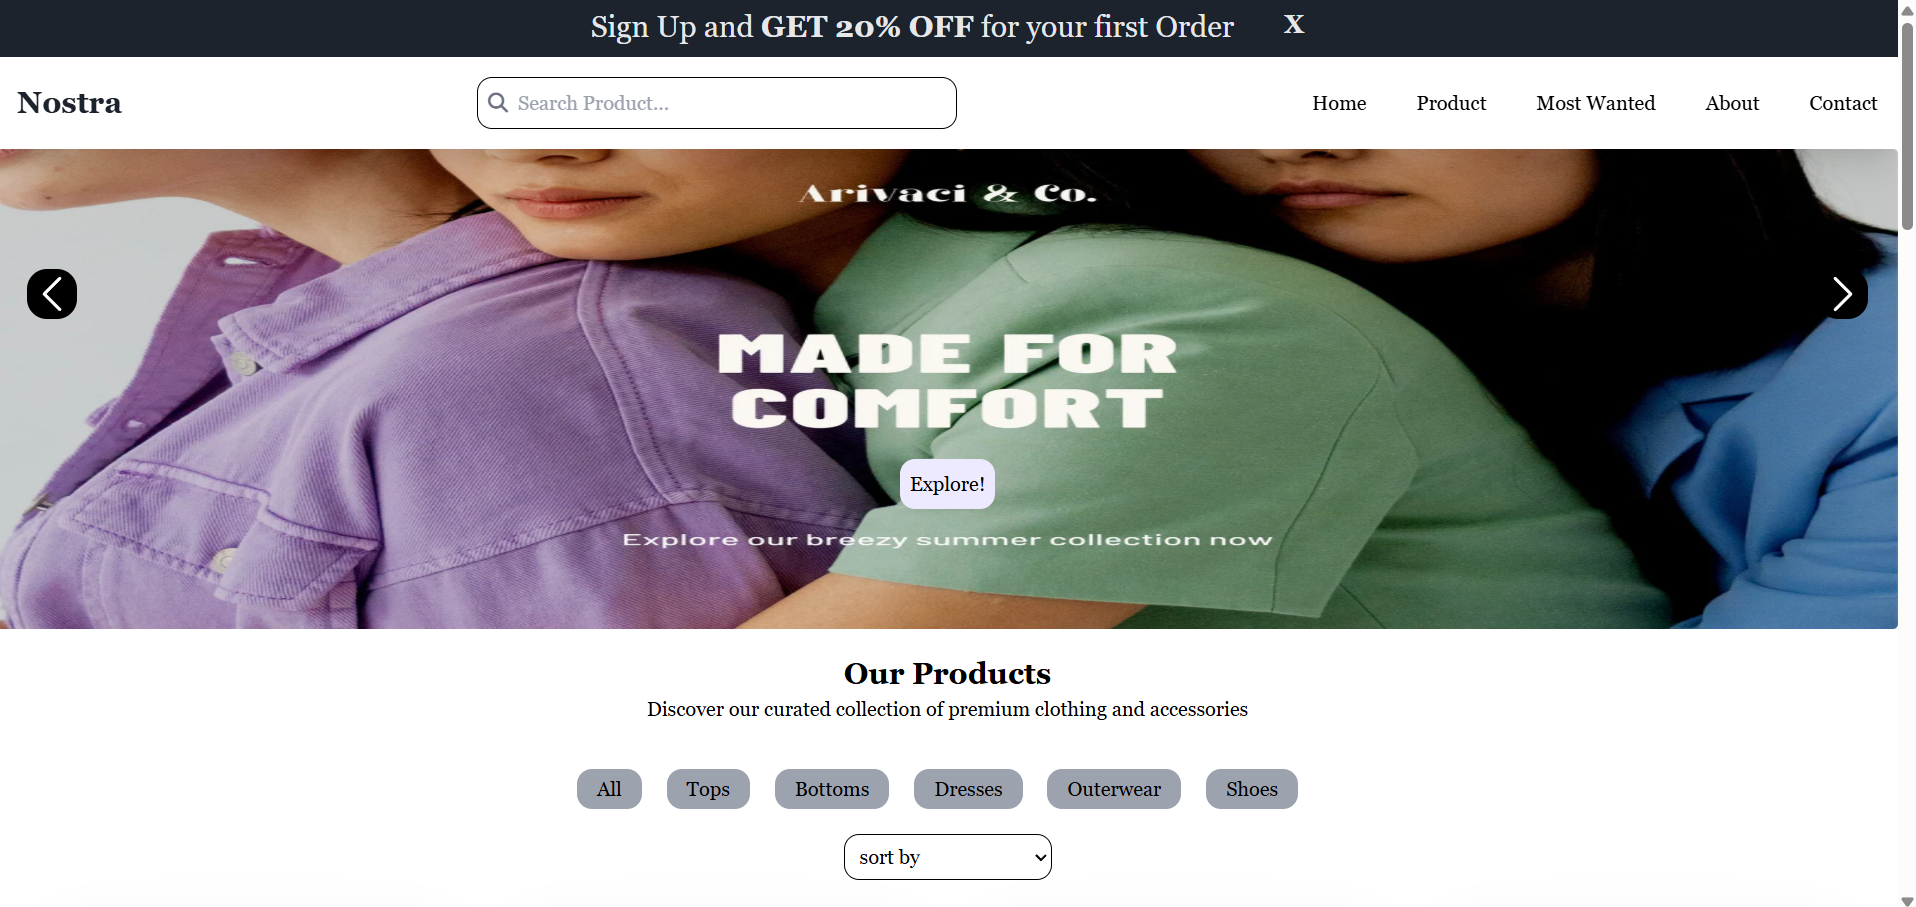 Sign Up and GET 20% OFF for your first Order X
Nostra
Search Product...
Home Product Most Wanted About Contact
Arivaci & Co.
MADE FOR
COMFORT
Explore!
Explore our breezy summer collection now
Our Products
Discover our curated collection of premium clothing and accessories
All Tops Bottoms Dresses Outerwear Shoes
sort by